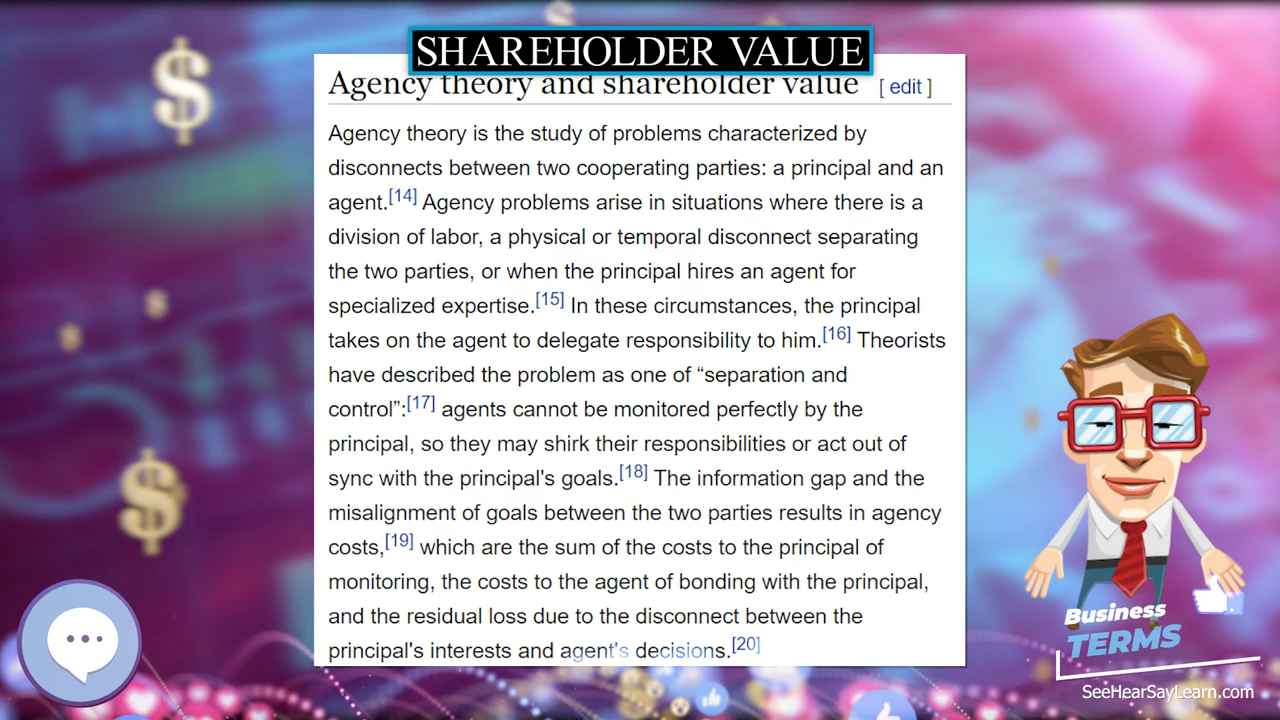 SHAREHOLDER VALUE
Agency theory and shareholder value [ edit ]
Agency theory is the study of problems characterized by
disconnects between two cooperating parties: a principal and an
agent.[14] Agency problems arise in situations where there is a
division of labor, a physical or temporal disconnect separating
the two parties, or when the principal hires an agent for
specialized expertise.[15] In these circumstances, the principal
takes on the agent to delegate responsibility to him.[16] Theorists
have described the problem as one of “separation and
control”:[17] agents cannot be monitored perfectly by the
principal, so they may shirk their responsibilities or act out of
sync with the principal's goals.[18] The information gap and the
misalignment of goals between the two parties results in agency
costs,[19] which are the sum of the costs to the principal of
monitoring, the costs to the agent of bonding with the principal,
and the residual loss due to the disconnect between the
principal's interests and agent's decisions.[20]
Business
TERMS
SeeHearSayLearn.com